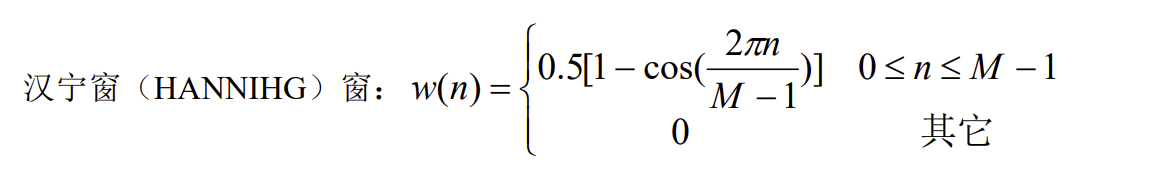 汉宁窗（HANNIHG）窗：w(n) = { 0.5[1 − cos(2πn / (M − 1))] 0 ≤ n ≤ M − 1
0 其它